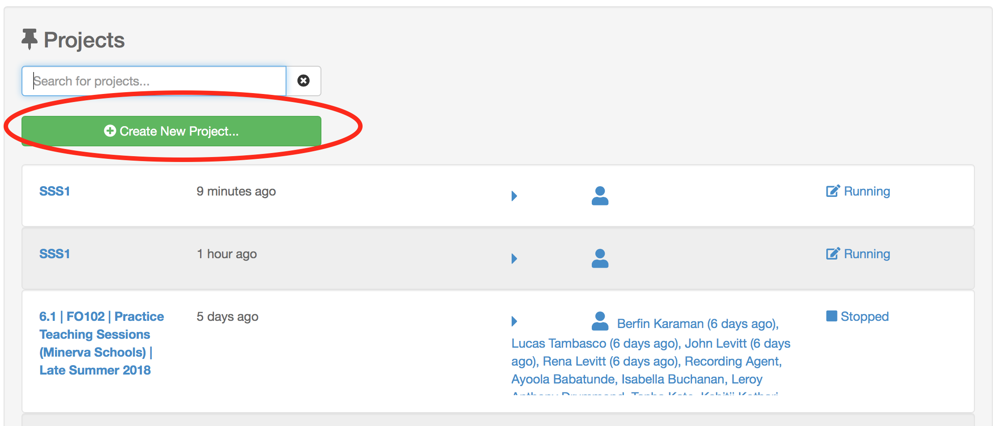 Projects
Search for projects...
Create New Project...
SSS1
9 minutes ago
Running
SSS1
1 hour ago
Running
6.1 | FO102 | Practice
Teaching Sessions
(Minerva Schools) |
Late Summer 2018
5 days ago
Berfin Karaman (6 days ago),
Lucas Tambasco (6 days ago), John Levitt (6 days
ago), Rena Levitt (6 days ago), Recording Agent,
Ayoola Babatunde, Isabella Buchanan, Leroy
Stopped